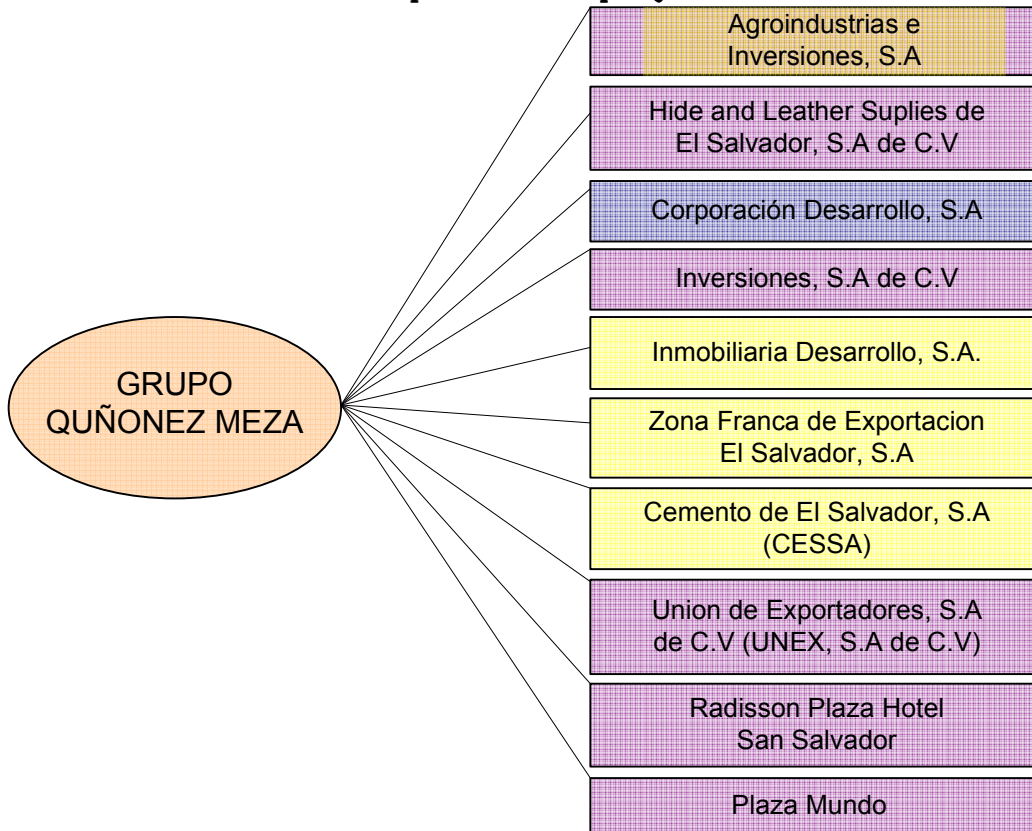 GRUPO
QUÑONEZ MEZA
Agroindustrias e
Inversiones, S.A
Hide and Leather Suplies de
El Salvador, S.A de C.V
Corporación Desarrollo, S.A
Inversiones, S.A de C.V
Inmobiliaria Desarrollo, S.A.
Zona Franca de Exportacion
El Salvador, S.A
Cemento de El Salvador, S.A
(CESSA)
Union de Exportadores, S.A
de C.V (UNEX, S.A de C.V)
Radisson Plaza Hotel
San Salvador
Plaza Mundo